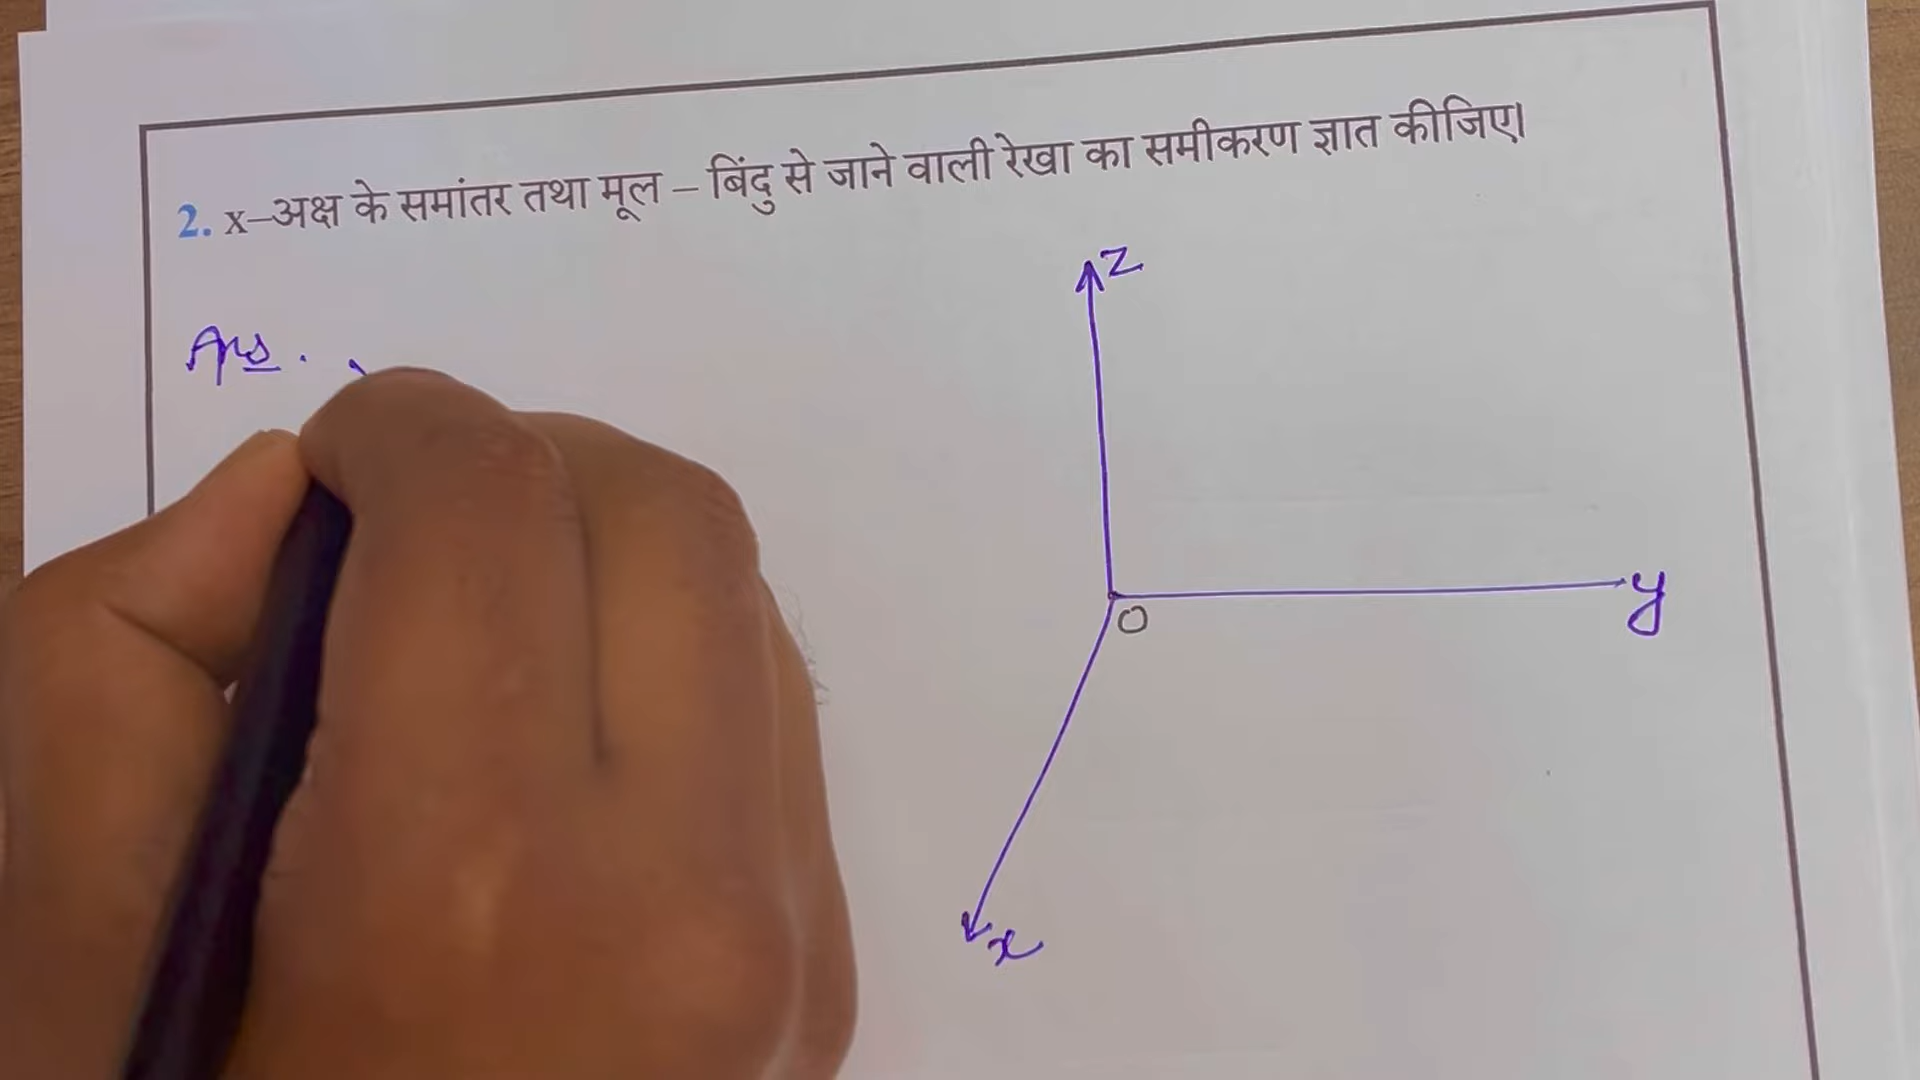 2. x–अक्ष के समांतर तथा मूल – बिंदु से जाने वाली रेखा का समीकरण ज्ञात कीजिए।
Ans.
z
y
O
x